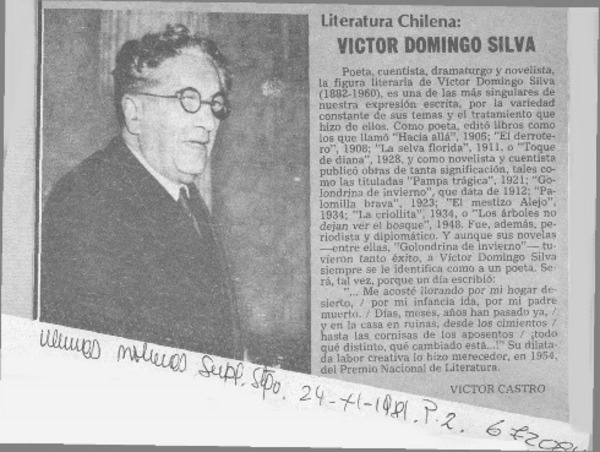 Literatura Chilena:
VICTOR DOMINGO SILVA
Poeta, cuentista, dramaturgo y novelista,
la figura literaria de Víctor Domingo Silva
(1882-1960), es una de las más singulares de
nuestra expresión escrita, por la variedad
constante de sus temas y el tratamiento que
hizo de ellos. Como poeta, editó libros como
los que llamó "Hacia allá", 1905; "El derrote-
ro", 1908; "La selva florida", 1911, o "Toque
de diana", 1928, y como novelista y cuentista
publicó obras de tanta significación, tales co-
mo las tituladas "Pampa trágica", 1921; "Go-
londrina de invierno", que data de 1912; "Pa-
lomilla brava", 1923; "El mestizo Alejo",
1934; "La criollita", 1934, o "Los árboles no
dejan ver el bosque", 1948. Fue, además, pe-
riodista y diplomático. Y aunque sus novelas
—entre ellas, "Golondrina de invierno"— tu-
vieron tanto éxito, a Víctor Domingo Silva
siempre se le identifica como a un poeta. Se-
rá, tal vez, porque un día escribió:
"... Me acosté llorando por mi hogar de-
sierto, / por mi infancia ida, por mi padre
muerto. / Días, meses, años han pasado ya, /
y en la casa en ruinas, desde los cimientos /
hasta las cornisas de los aposentos / ¡todo
qué distinto, qué cambiado está...!" Su dilata-
da labor creativa lo hizo merecedor, en 1954,
del Premio Nacional de Literatura.
VICTOR CASTRO
Últimas Noticias Supl. Stgo. 24-XI-1981. P. 2.